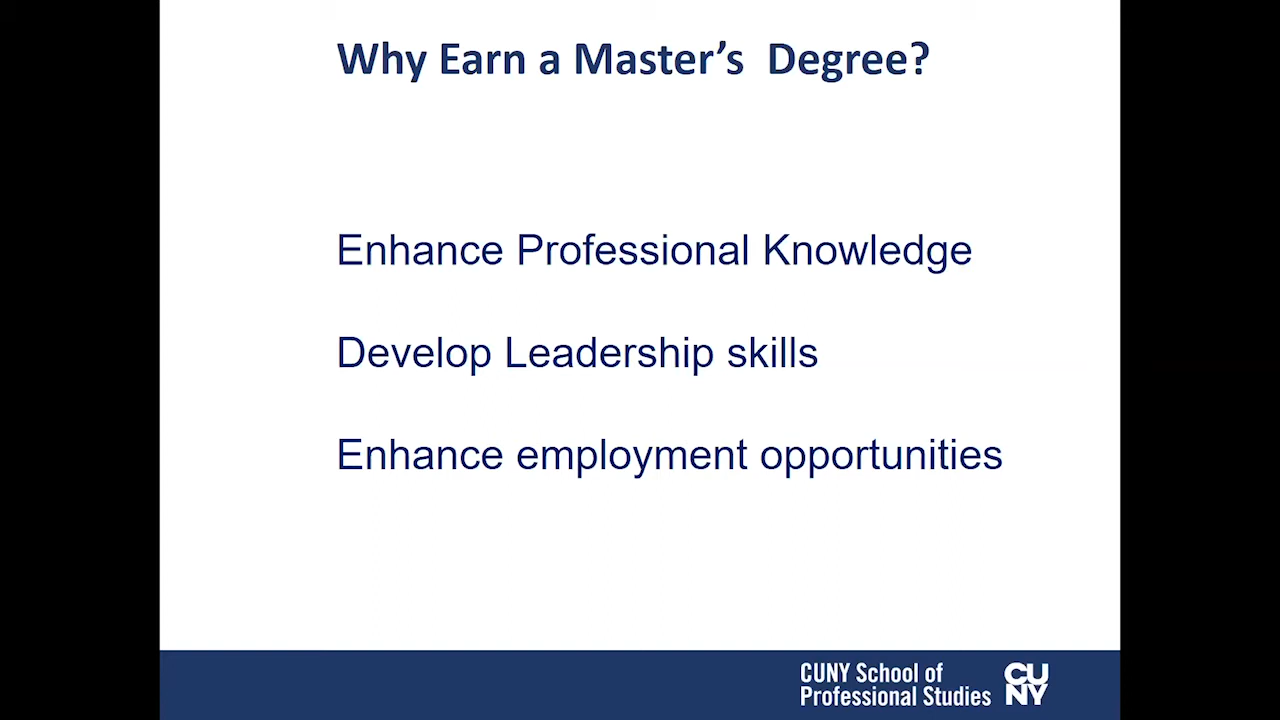 Why Earn a Master’s  Degree?
Enhance Professional Knowledge
Develop Leadership skills
Enhance employment opportunities
CUNY School of
Professional Studies
CU
NY